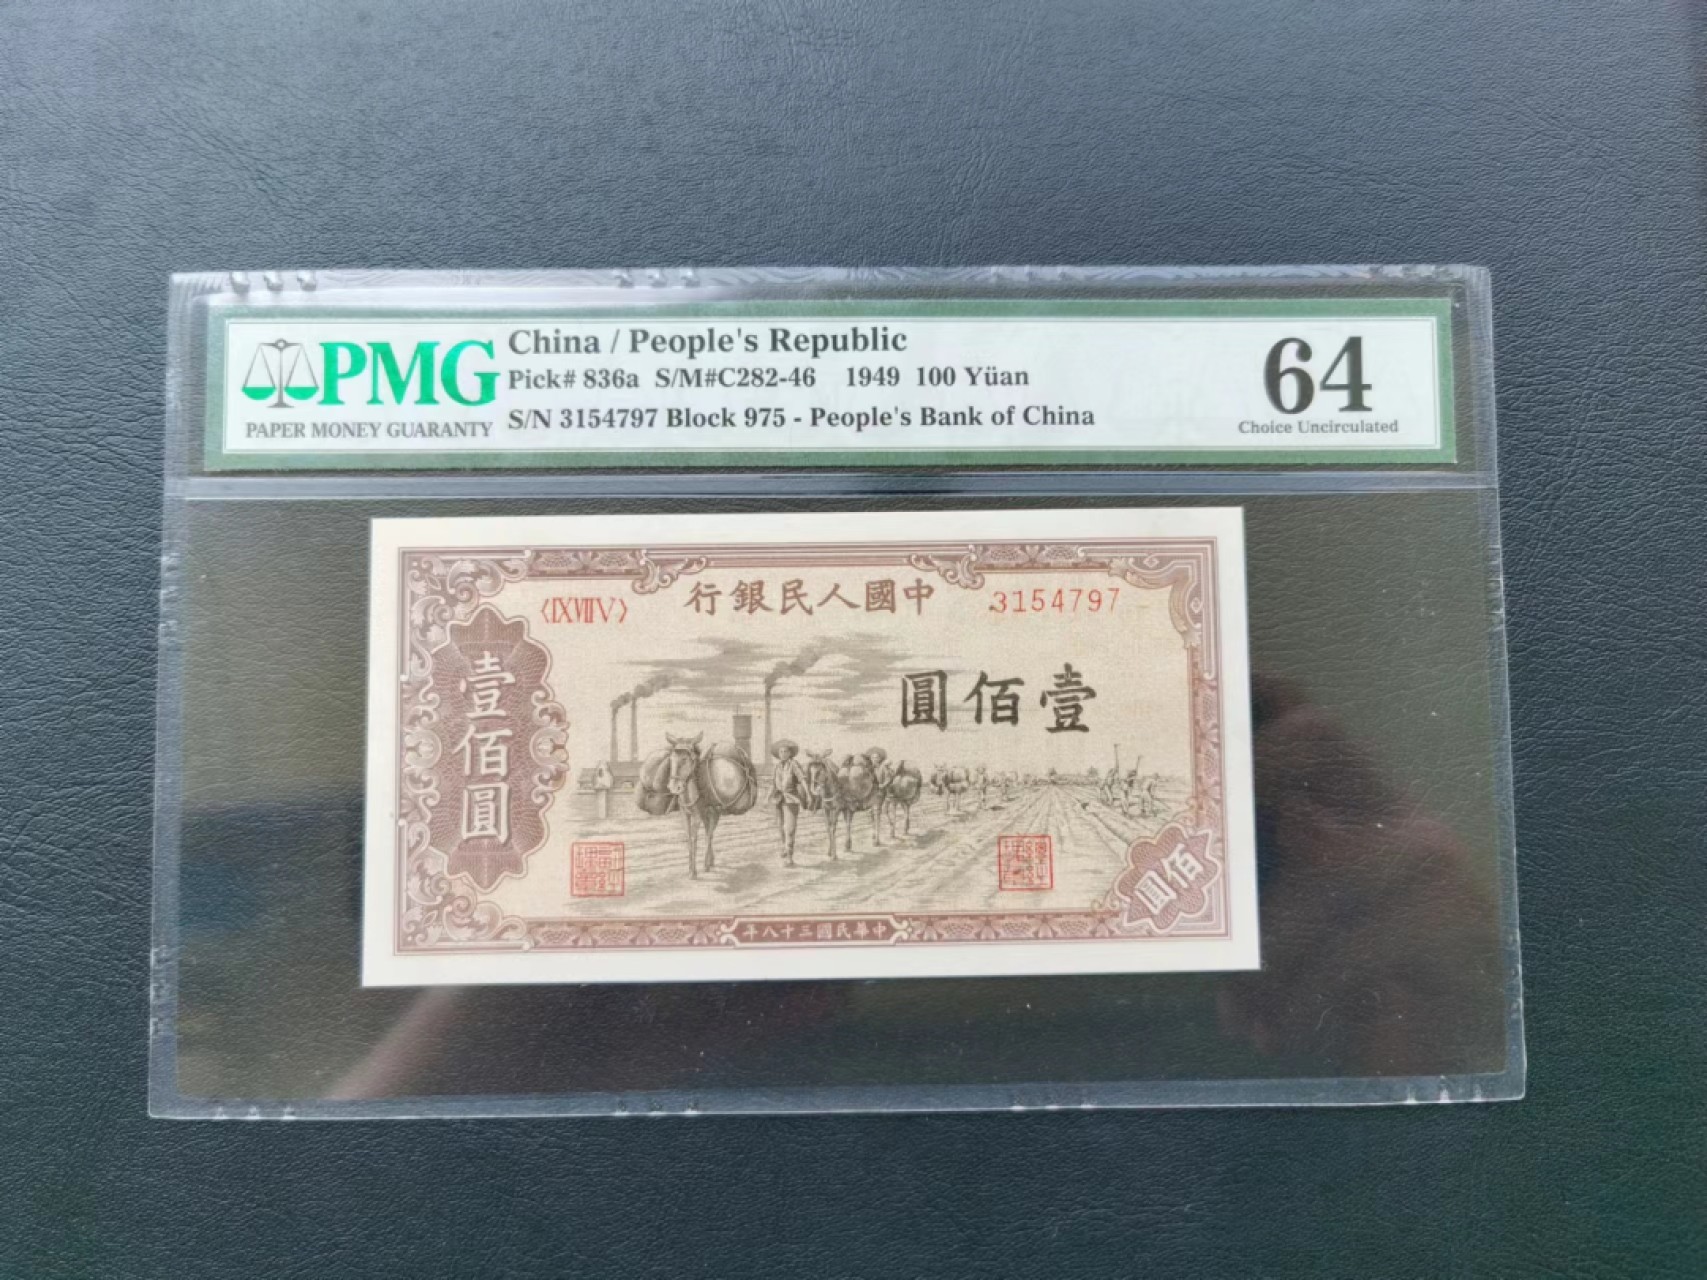 PMG
PAPER MONEY GUARANTY
China / People's Republic
Pick# 836a S/M#C282-46 1949 100 Yüan
S/N 3154797 Block 975 - People's Bank of China
64
Choice Uncirculated
行銀民人國中
〈ⅨⅦⅤ〉
3154797
圓佰壹
壹佰圓
佰圓
年八十三國民華中